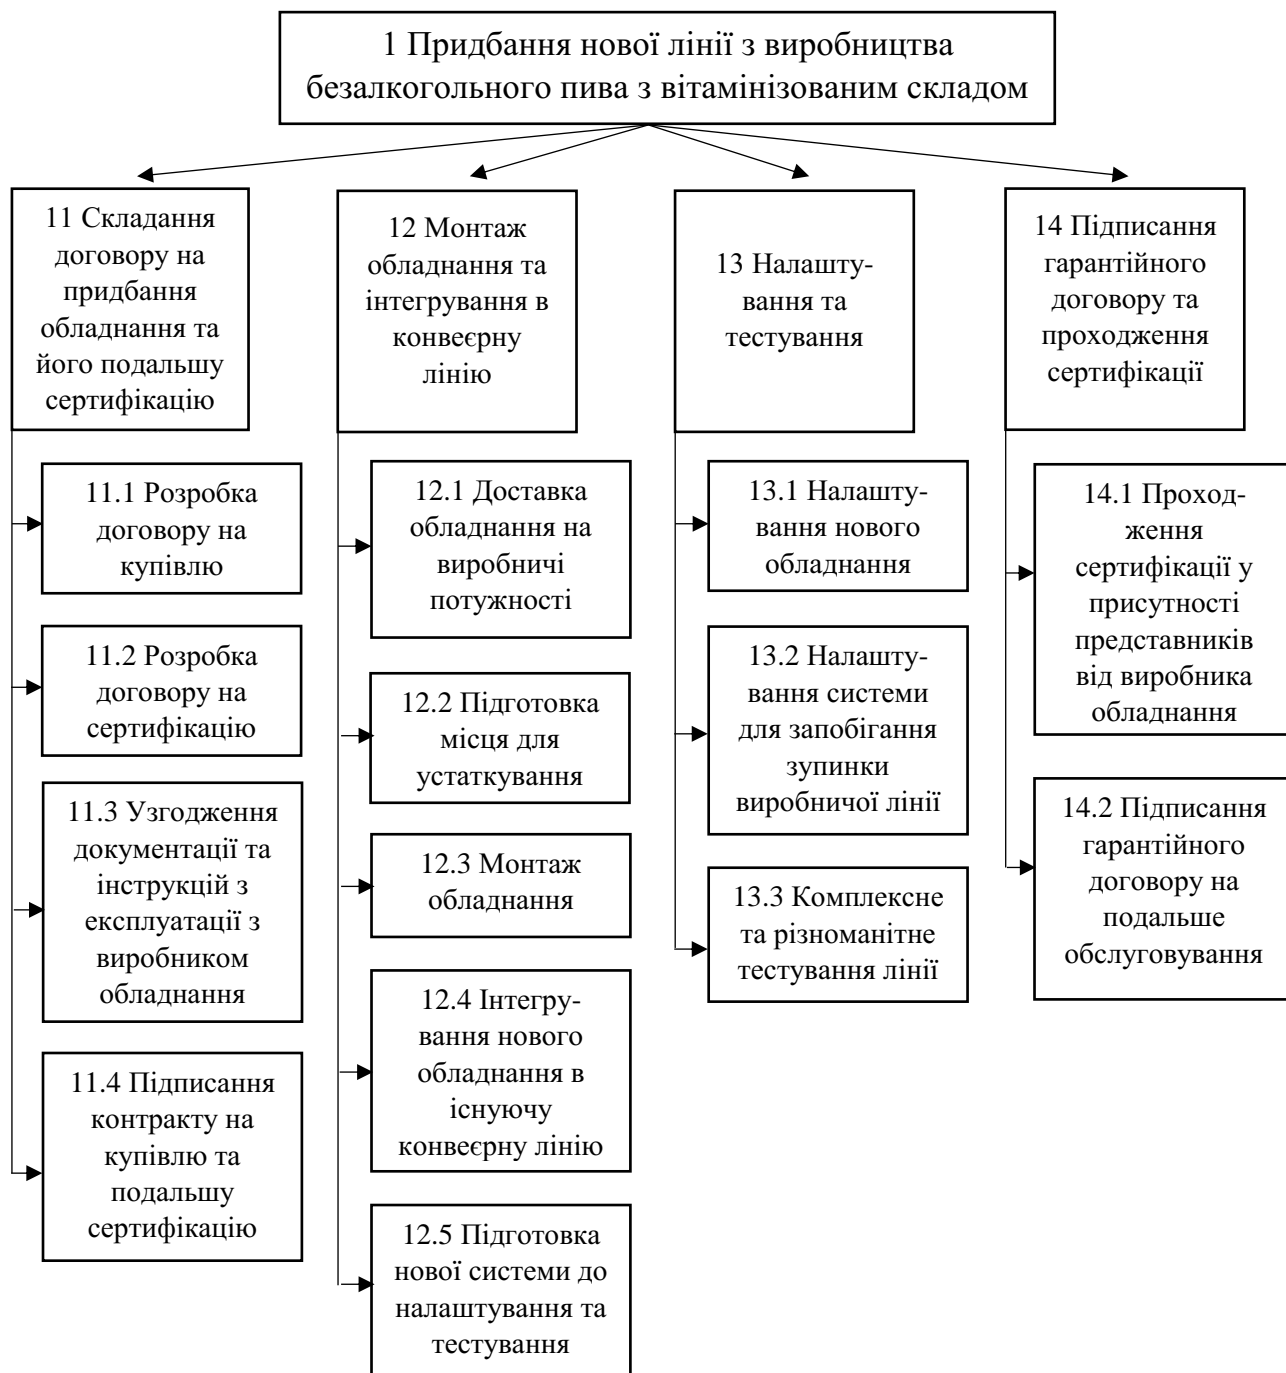 1 Придбання нової лінії з виробництва
безалкогольного пива з вітамінізованим складом
11 Складання
договору на
придбання
обладнання та
його подальшу
сертифікацію
11.1 Розробка
договору на
купівлю
11.2 Розробка
договору на
сертифікацію
11.3 Узгодження
документації та
інструкцій з
експлуатації з
виробником
обладнання
11.4 Підписання
контракту на
купівлю та
подальшу
сертифікацію
12 Монтаж
обладнання та
інтегрування в
конвеєрну
лінію
12.1 Доставка
обладнання на
виробничі
потужності
12.2 Підготовка
місця для
устаткування
12.3 Монтаж
обладнання
12.4 Інтегру-
вання нового
обладнання в
існуючу
конвеєрну лінію
12.5 Підготовка
нової системи до
налаштування та
тестування
13 Налашту-
вання та
тестування
13.1 Налашту-
вання нового
обладнання
13.2 Налашту-
вання системи
для запобігання
зупинки
виробничої лінії
13.3 Комплексне
та різноманітне
тестування лінії
14 Підписання
гарантійного
договору та
проходження
сертифікації
14.1 Проход-
ження
сертифікації у
присутності
представників
від виробника
обладнання
14.2 Підписання
гарантійного
договору на
подальше
обслуговування